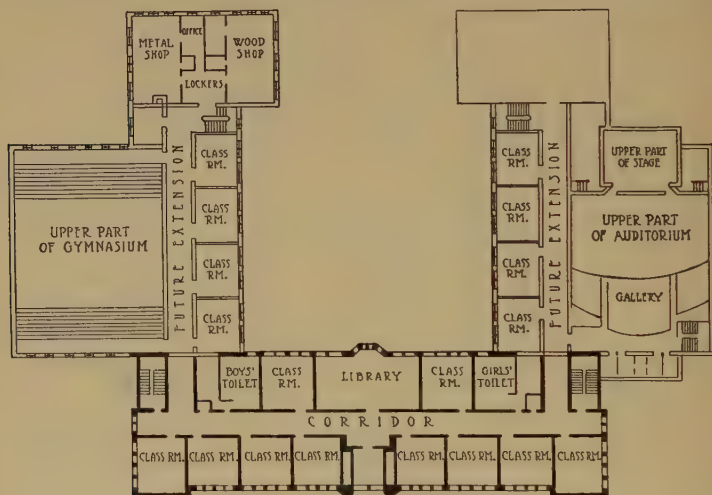 METAL
SHOP
OFFICE
WOOD
SHOP
LOCKERS
CLASS
RM.
CLASS
RM.
CLASS
RM.
CLASS
RM.
FUTURE EXTENSION
UPPER PART
OF GYMNASIUM
CLASS
RM.
CLASS
RM.
CLASS
RM.
CLASS
RM.
FUTURE EXTENSION
UPPER PART
OF STAGE
UPPER PART
OF AUDITORIUM
GALLERY
BOYS'
TOILET
CLASS
RM.
LIBRARY
CLASS
RM.
GIRLS'
TOILET
CORRIDOR
CLASS RM.
CLASS RM.
CLASS RM.
CLASS RM.
CLASS RM.
CLASS RM.
CLASS RM.
CLASS RM.